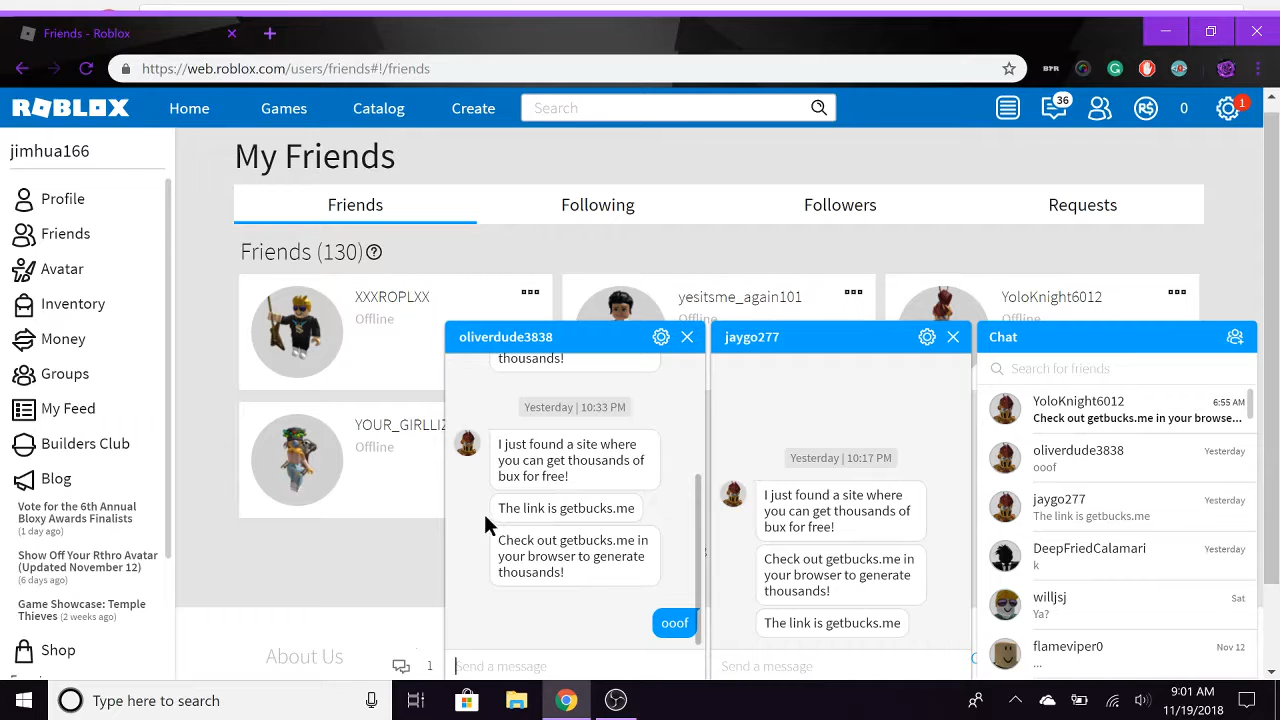 Friends - Roblox
https://web.roblox.com/users/friends#!/friends
BTR
ROBLOX
Home
Games
Catalog
Create
Search
36
R$
0
1
jimhua166
Profile
Friends
Avatar
Inventory
Money
Groups
My Feed
Builders Club
Blog
Vote for the 6th Annual
Bloxy Awards Finalists
(1 day ago)
Show Off Your Rthro Avatar
(Updated November 12)
(6 days ago)
Game Showcase: Temple
Thieves (2 weeks ago)
Shop
My Friends
Friends
Following
Followers
Requests
Friends (130)
XXXROPLXX
Offline
yesitsme_again101
Offline
YoloKnight6012
Offline
YOUR_GIRLLIZ
Offline
About Us
1
oliverdude3838
thousands!
Yesterday | 10:33 PM
I just found a site where
you can get thousands of
bux for free!
The link is getbucks.me
Check out getbucks.me in
your browser to generate
thousands!
ooof
Send a message
jaygo277
Yesterday | 10:17 PM
I just found a site where
you can get thousands of
bux for free!
Check out getbucks.me in
your browser to generate
thousands!
The link is getbucks.me
Send a message
Chat
Search for friends
YoloKnight6012
6:55 AM
Check out getbucks.me in your browse...
oliverdude3838
Yesterday
ooof
jaygo277
Yesterday
The link is getbucks.me
DeepFriedCalamari
Yesterday
k
willjsj
Sat
Ya?
flameviper0
Nov 12
...
Type here to search
9:01 AM
11/19/2018